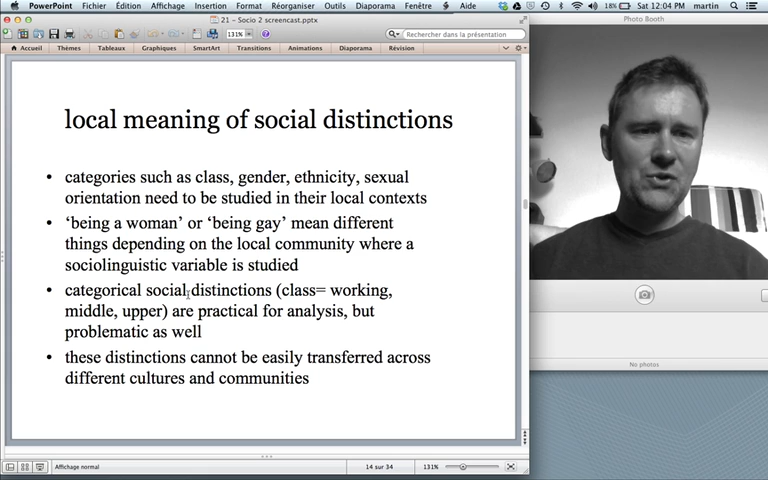 PowerPoint Fichier Édition Affichage Insertion Format Réorganiser Outils Diaporama Fenêtre Aide 18% Sat 12:04 PM martin
21 – Socio 2 screencast.pptx
Photo Booth
131%
Rechercher dans la présentation
Accueil Thèmes Tableaux Graphiques SmartArt Transitions Animations Diaporama Révision
local meaning of social distinctions
• categories such as class, gender, ethnicity, sexual
orientation need to be studied in their local contexts
• ‘being a woman’ or ‘being gay’ mean different
things depending on the local community where a
sociolinguistic variable is studied
• categorical social distinctions (class= working,
middle, upper) are practical for analysis, but
problematic as well
• these distinctions cannot be easily transferred across
different cultures and communities
No photos
Affichage normal 14 sur 34 131%